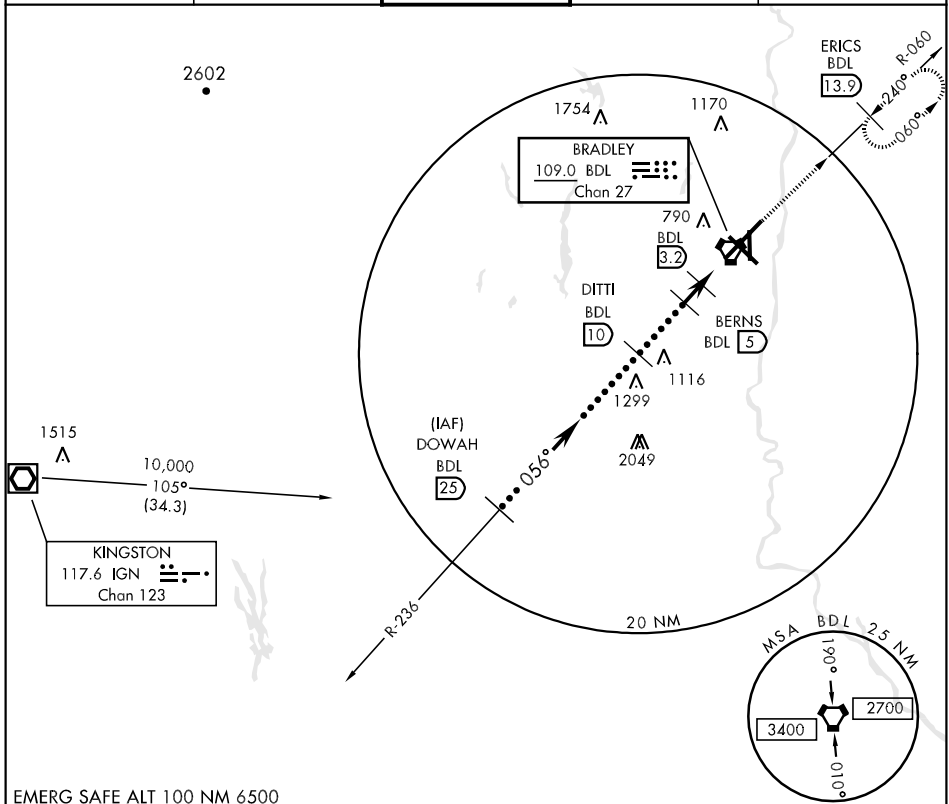 2602
ERICS
BDL
13.9
R-060
240°
060°
1754
1170
BRADLEY
109.0 BDL
Chan 27
790
BDL
3.2
DITTI
BDL
10
BERNS
BDL 5
1116
1299
2049
(IAF)
DOWAH
BDL
25
056°
1515
10,000
105°
(34.3)
KINGSTON
117.6 IGN
Chan 123
R-236
20 NM
MSA BDL 25 NM
190°
2700
3400
010°
EMERG SAFE ALT 100 NM 6500